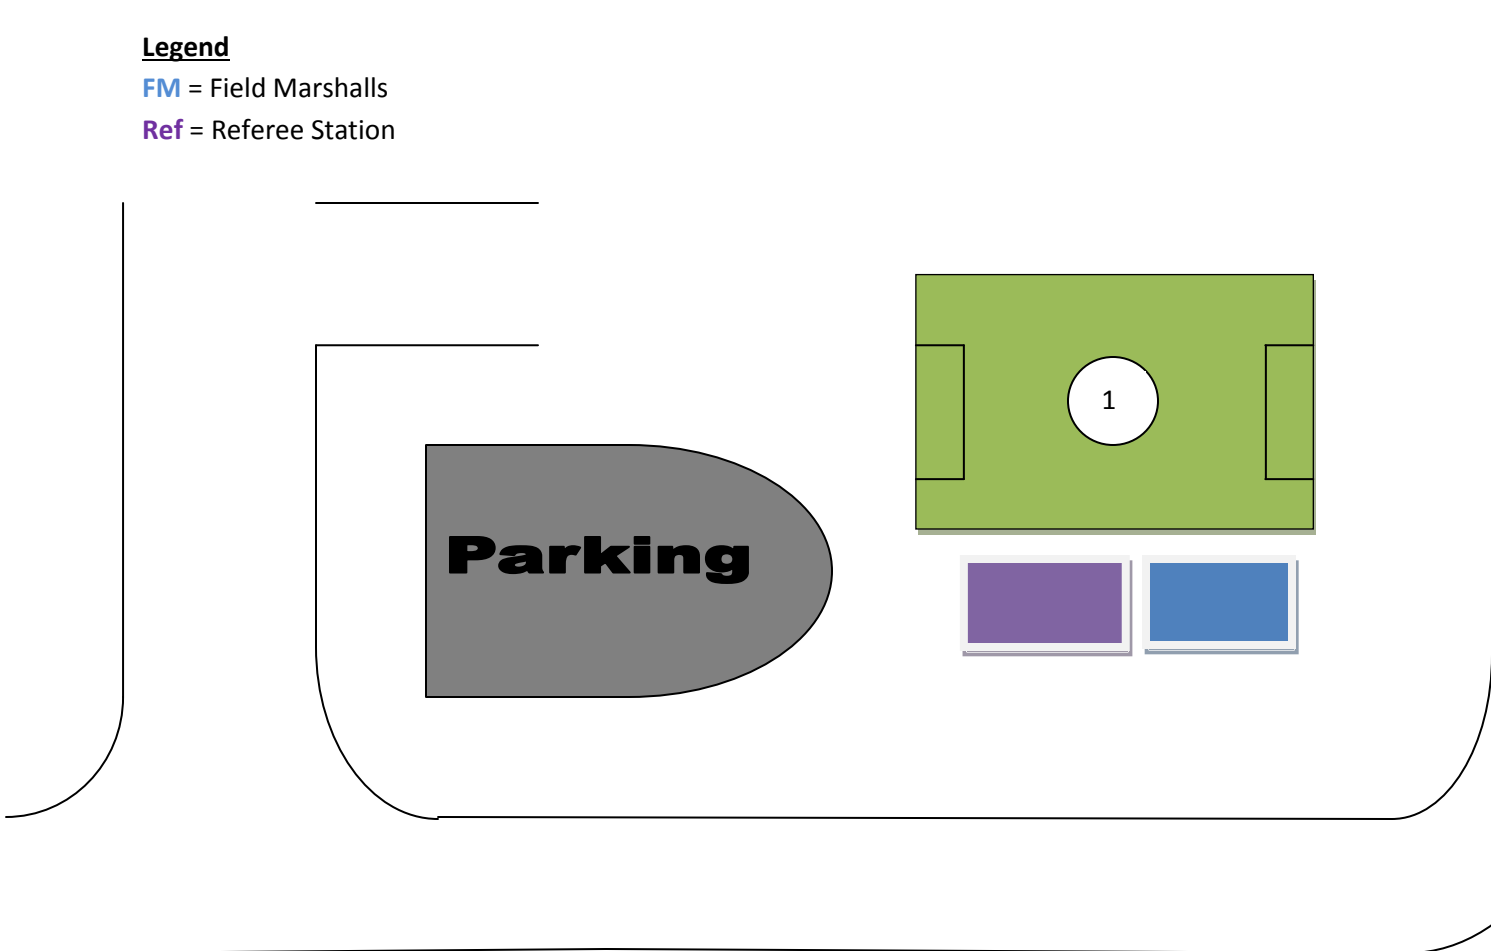 Legend
FM = Field Marshalls
Ref = Referee Station
1
Parking